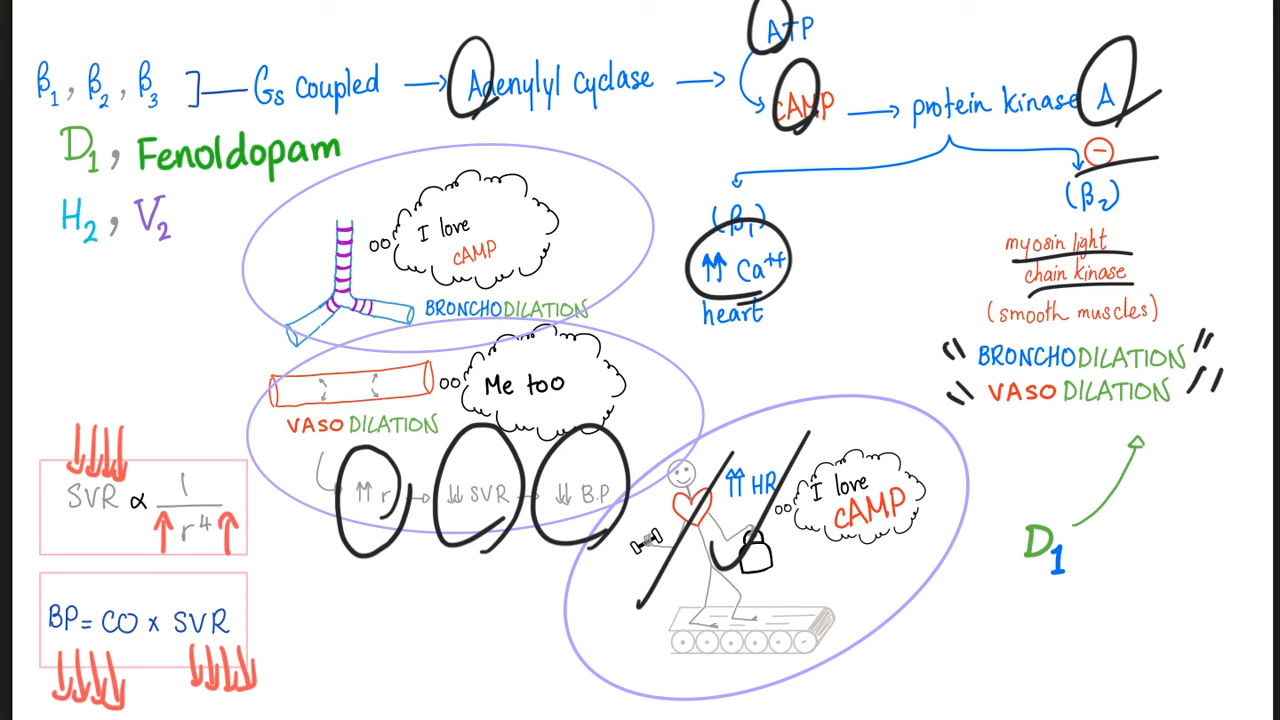 ATP
β1, β2, β3 ] — Gs coupled → Adenylyl cyclase →
cAMP → protein kinase A
D1, Fenoldopam
H2, V2
I love
cAMP
BRONCHODILATION
(β1)
↑↑ Ca++
heart
−
(β2)
myosin light
chain kinase
(smooth muscles)
"BRONCHODILATION"
"VASODILATION"
Me too
VASODILATION
↑↑ r → ↓↓ SVR → ↓↓ B.P
SVR ∝ 1
r4
BP = CO × SVR
↑↑ HR
I love
cAMP
D1